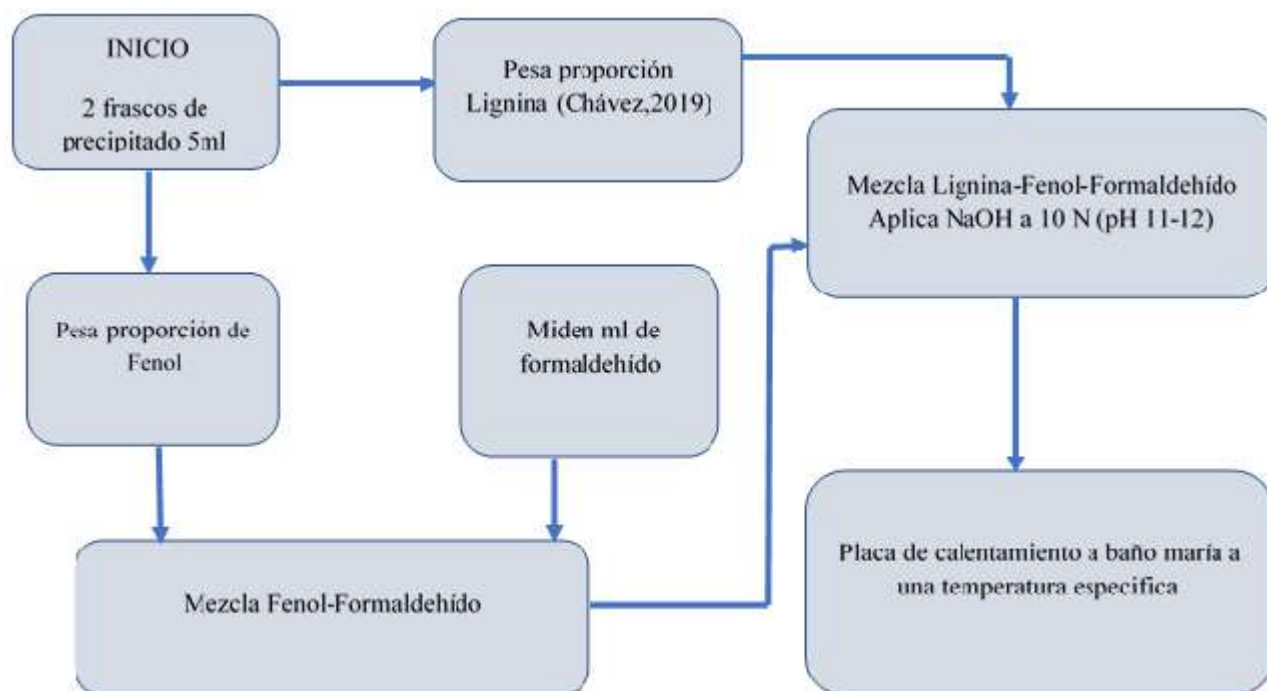 INICIO
2 frascos de
precipitado 5ml
Pesa proporción
Lignina (Chávez,2019)
Mezcla Lignina-Fenol-Formaldehído
Aplica NaOH a 10 N (pH 11-12)
Pesa proporción de
Fenol
Miden ml de
formaldehído
Mezcla Fenol-Formaldehído
Placa de calentamiento a baño maría a
una temperatura especifica